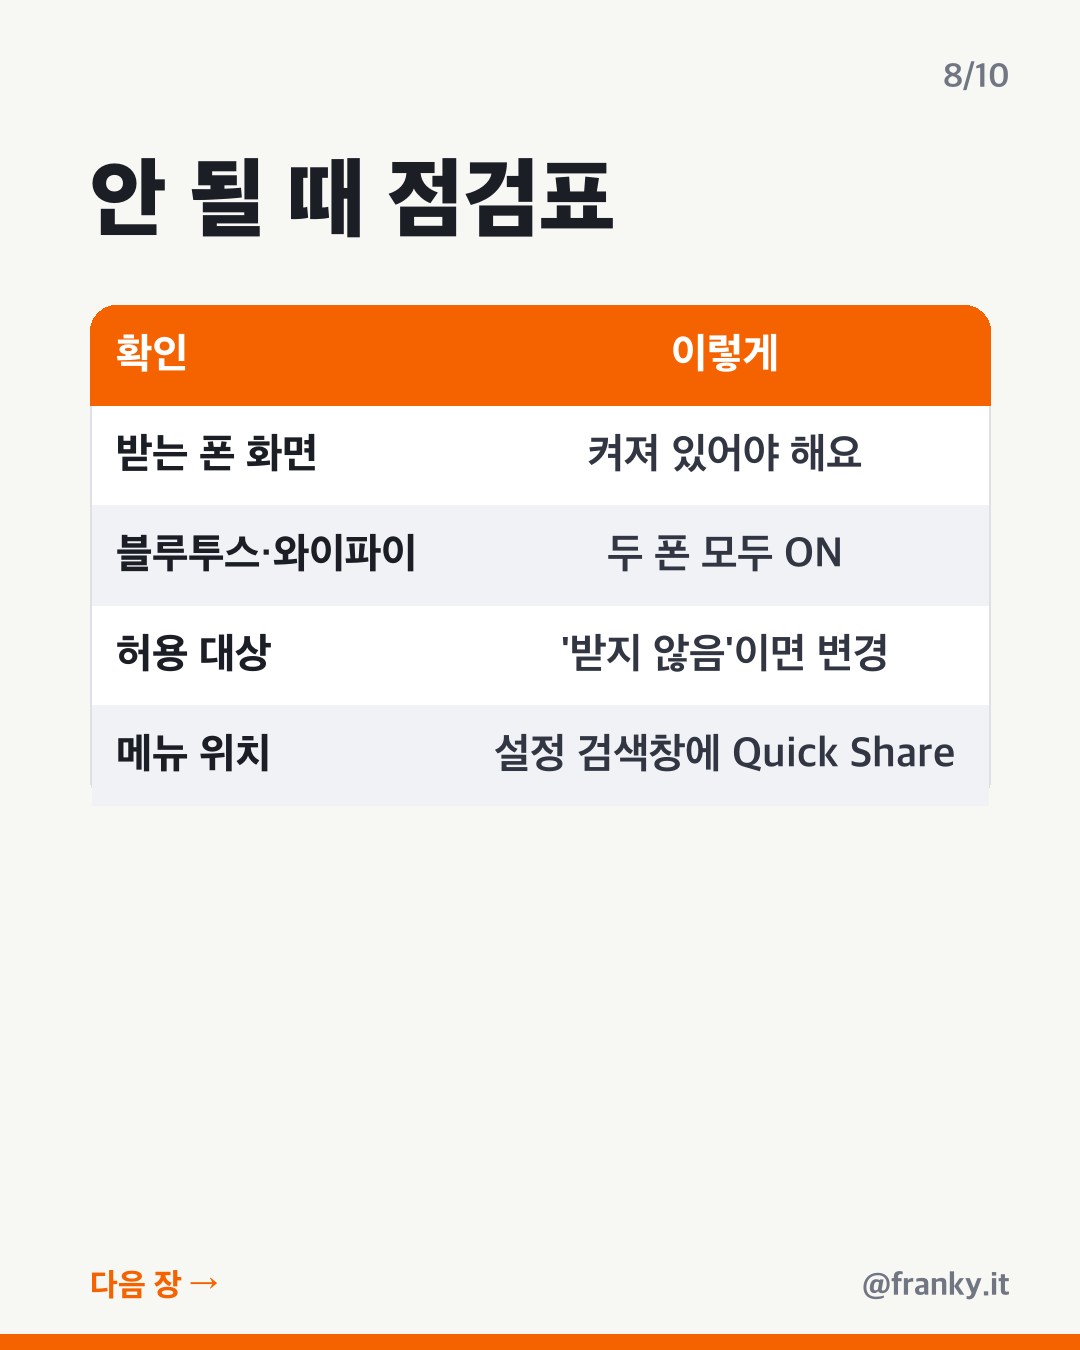 8/10
안 될 때 점검표
확인 이렇게
받는 폰 화면 켜져 있어야 해요
블루투스·와이파이 두 폰 모두 ON
허용 대상 '받지 않음'이면 변경
메뉴 위치 설정 검색창에 Quick Share
다음 장 → @franky.it